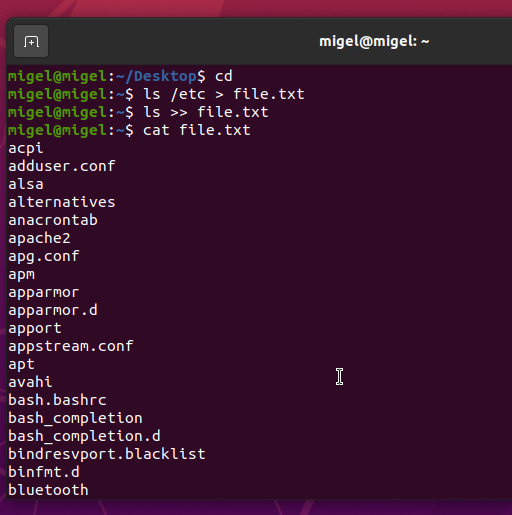 migel@migel: ~
migel@migel:~/Desktop$ cd
migel@migel:~$ ls /etc > file.txt
migel@migel:~$ ls >> file.txt
migel@migel:~$ cat file.txt
acpi
adduser.conf
alsa
alternatives
anacrontab
apache2
apg.conf
apm
apparmor
apparmor.d
apport
appstream.conf
apt
avahi
bash.bashrc
bash_completion
bash_completion.d
bindresvport.blacklist
binfmt.d
bluetooth